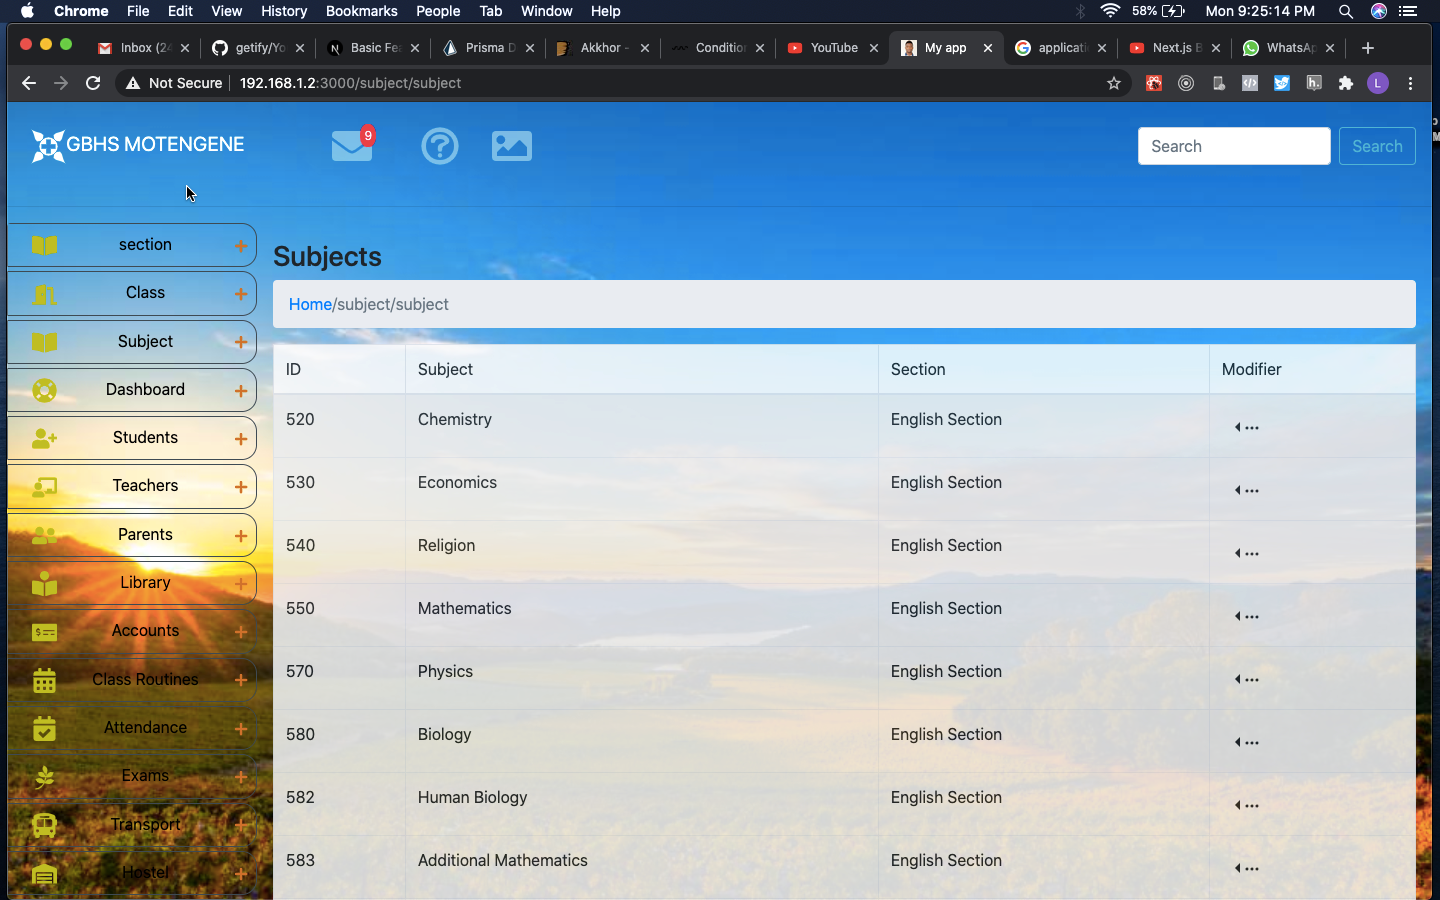 Chrome File Edit View History Bookmarks People Tab Window Help 58% Mon 9:25:14 PM
Inbox (24 getify/Yo Basic Fea Prisma D Akkhor - Condition YouTube My app applicati Next.js B WhatsAp
Not Secure 192.168.1.2:3000/subject/subject L
GBHS MOTENGENE 9 Search Search
section
Class
Subject
Dashboard
Students
Teachers
Parents
Library
Accounts
Class Routines
Attendance
Exams
Transport
Hostel
Subjects
Home/subject/subject
ID Subject Section Modifier
520 Chemistry English Section
530 Economics English Section
540 Religion English Section
550 Mathematics English Section
570 Physics English Section
580 Biology English Section
582 Human Biology English Section
583 Additional Mathematics English Section